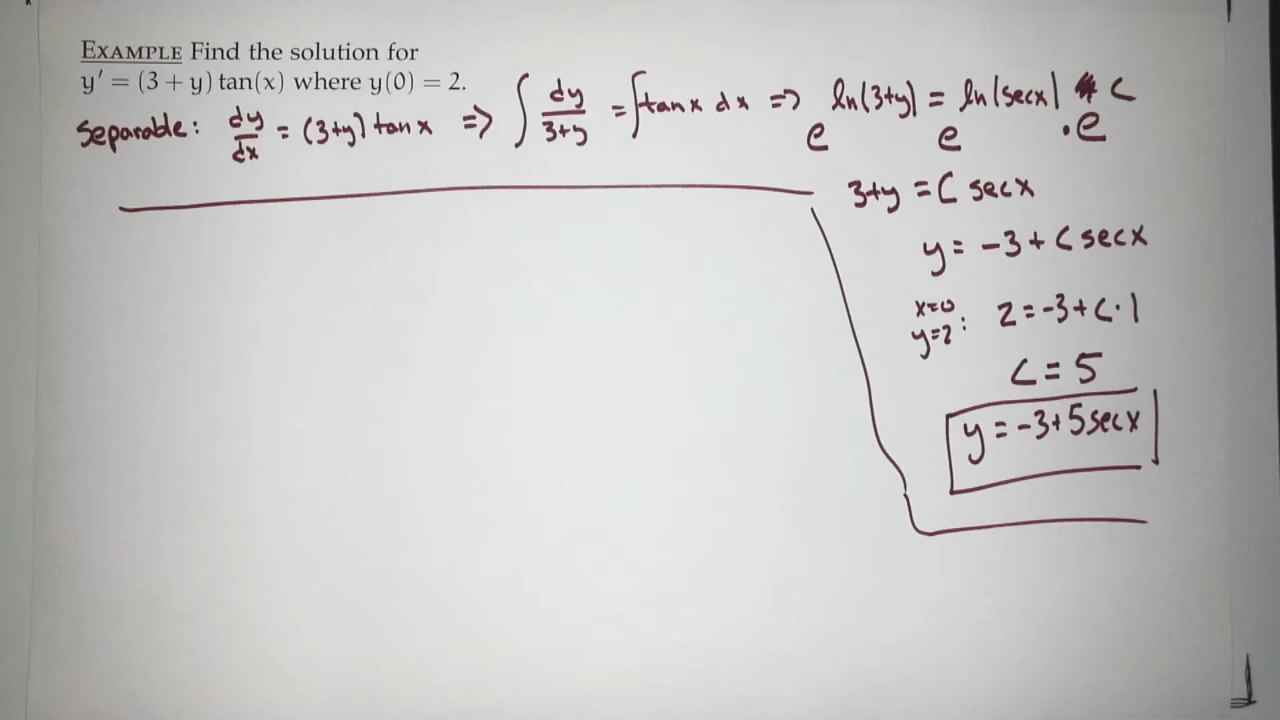 EXAMPLE Find the solution for
y′ = (3 + y) tan(x) where y(0) = 2.
Separable: dy/dx = (3+y) tan x => ∫ dy/3+y = ∫ tan x dx => e^ln(3+y) = e^ln|sec x| · e^C
3+y = C sec x
y = -3 + C sec x
x=0
y=2 : 2 = -3 + C · 1
C = 5
y = -3 + 5 sec x